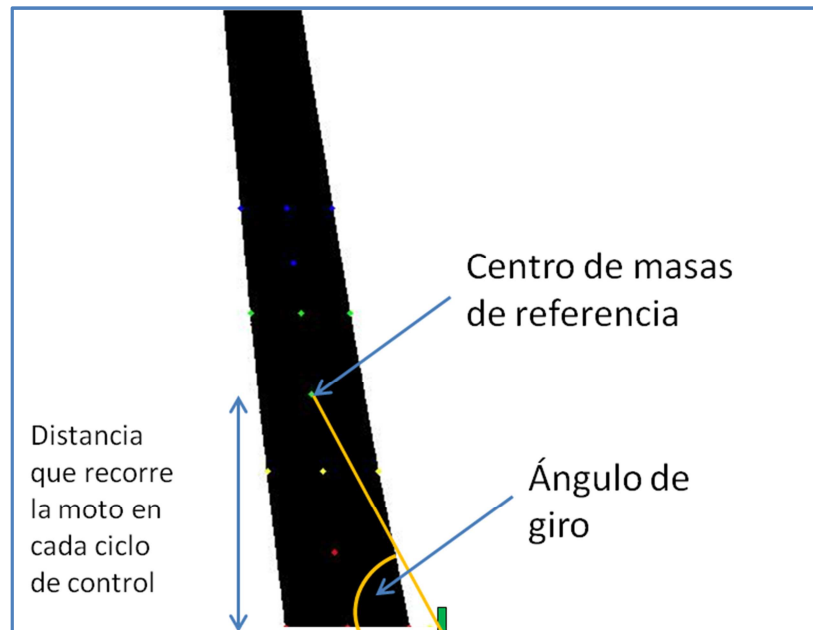 Centro de masas
de referencia
Distancia
que recorre
la moto en
cada ciclo
de control
Ángulo de
giro